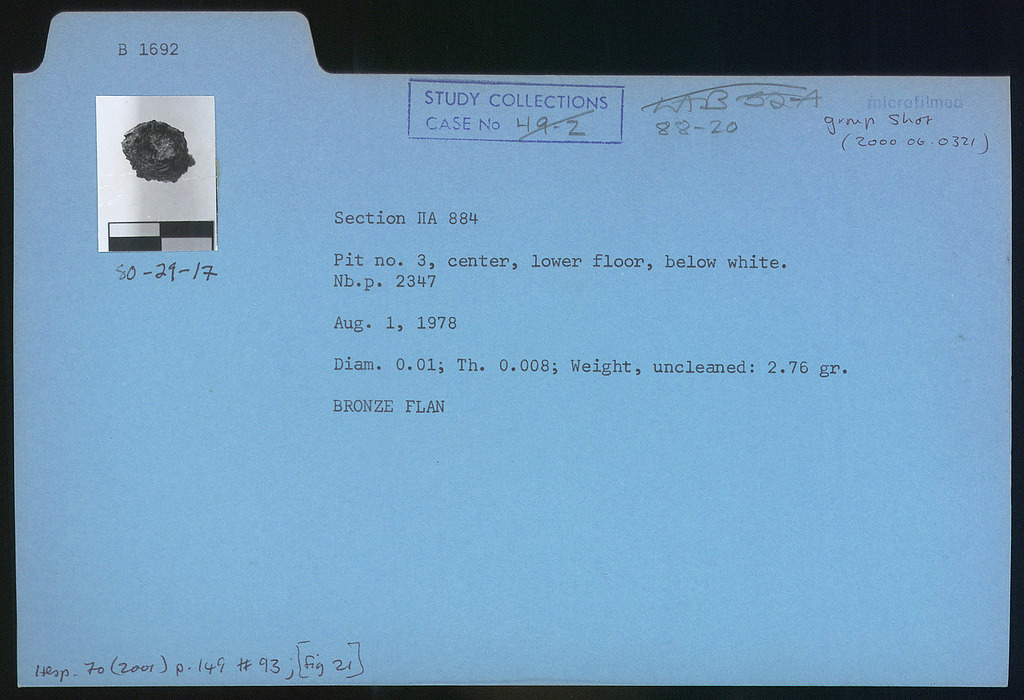 B 1692
STUDY COLLECTIONS
CASE No 49-2
LAB 52-A
88-20
microfilmed
group shot
(2000.06.0321)
80-29-17
Section ΠA 884
Pit no. 3, center, lower floor, below white.
Nb.p. 2347
Aug. 1, 1978
Diam. 0.01; Th. 0.008; Weight, uncleaned: 2.76 gr.
BRONZE FLAN
Hesp. 70 (2001) p. 149 # 93; [Fig 21]